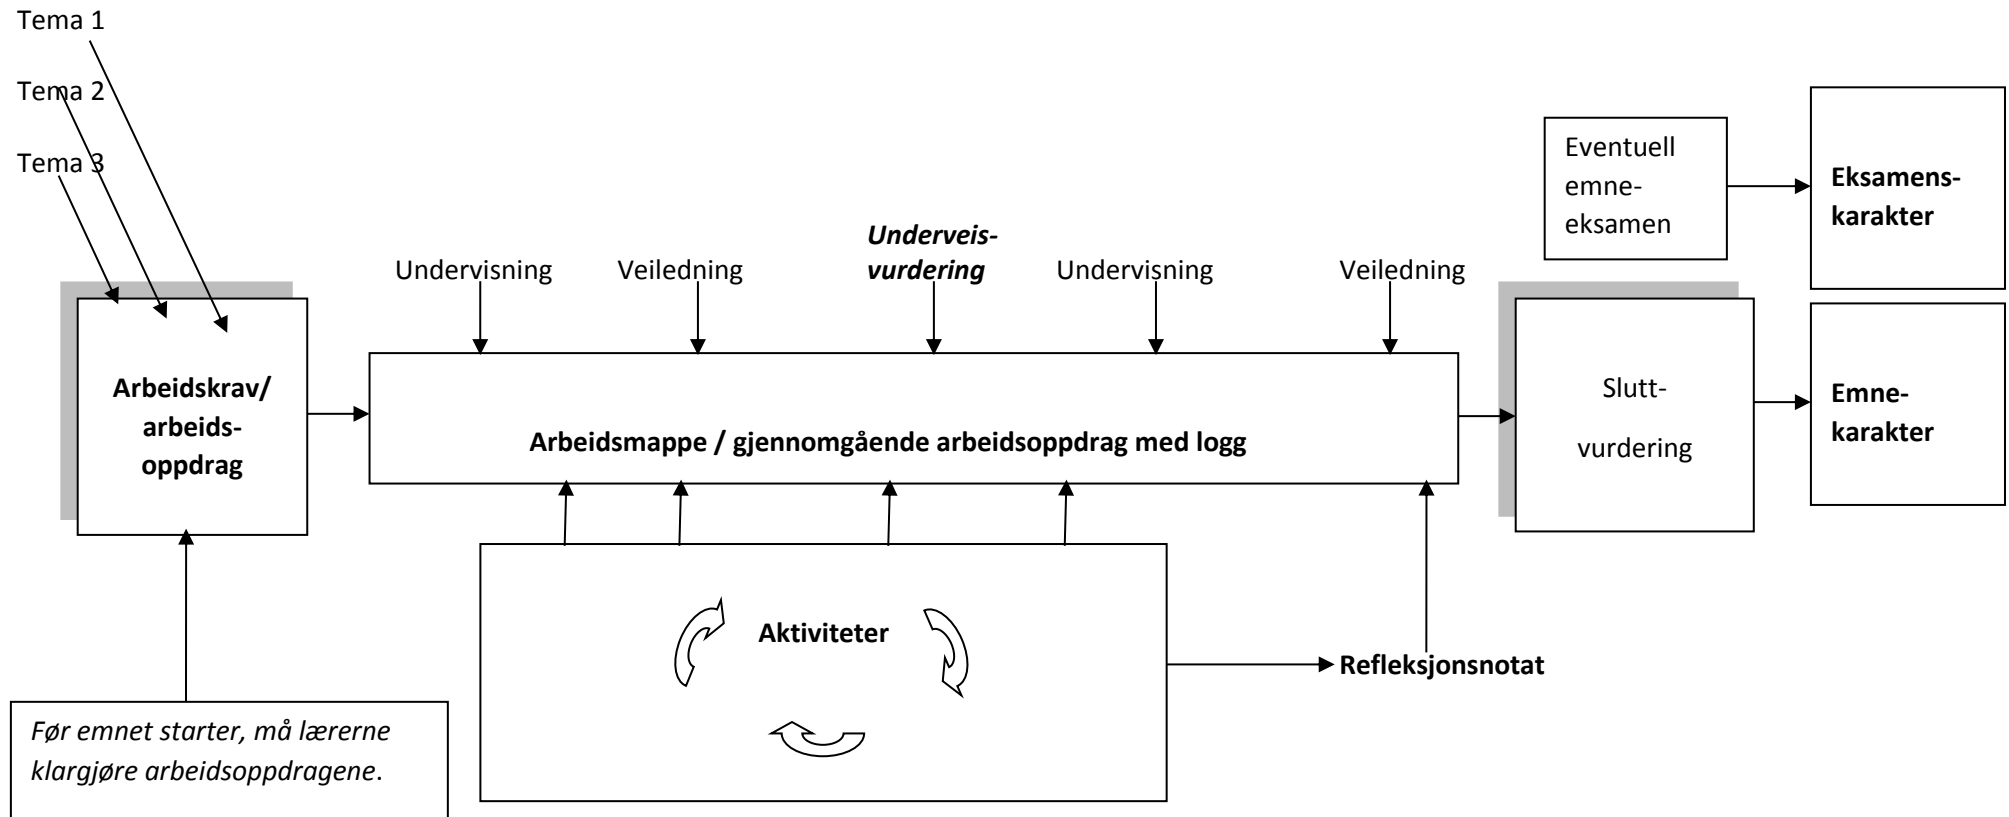 Tema 1
Tema 2
Tema 3
Arbeidskrav/
arbeids-
oppdrag
Før emnet starter, må lærerne
klargjøre arbeidsoppdragene.
Undervisning
Veiledning
Underveis-
vurdering
Undervisning
Veiledning
Arbeidsmappe / gjennomgående arbeidsoppdrag med logg
Aktiviteter
Refleksjonsnotat
Slutt-
vurdering
Eventuell
emne-
eksamen
Eksamens-
karakter
Emne-
karakter